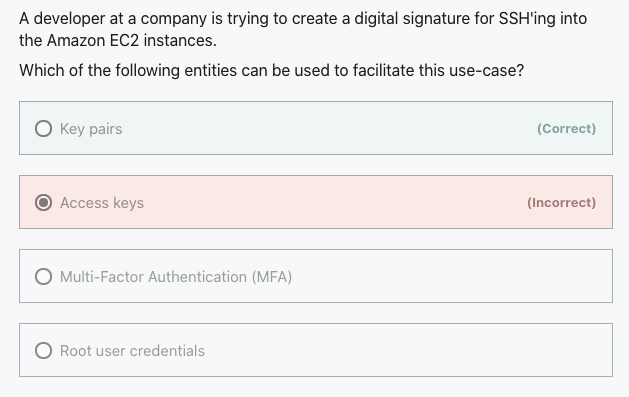 A developer at a company is trying to create a digital signature for SSH'ing into
the Amazon EC2 instances.
Which of the following entities can be used to facilitate this use-case?
Key pairs (Correct)
Access keys (Incorrect)
Multi-Factor Authentication (MFA)
Root user credentials